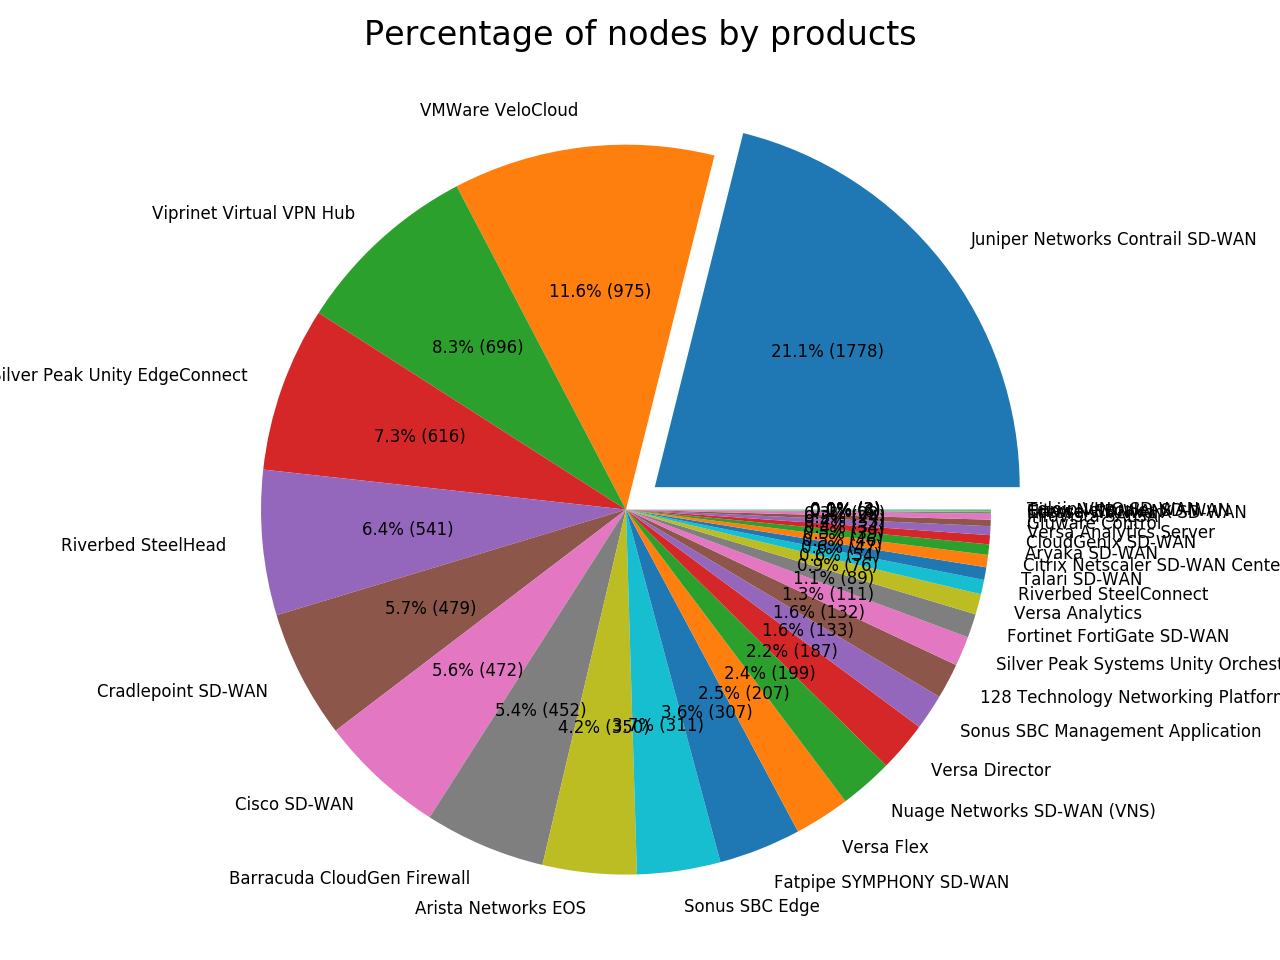 Percentage of nodes by products
VMWare VeloCloud
Viprinet Virtual VPN Hub
Juniper Networks Contrail SD-WAN
11.6% (975)
8.3% (696)
21.1% (1778)
Silver Peak Unity EdgeConnect
7.3% (616)
Riverbed SteelHead
6.4% (541)
Cluware Control
Versa Analytics Server
CloudGenix SD-WAN
Aryaka SD-WAN
Citrix Netscaler SD-WAN Cente
Talari SD-WAN
0.9% (76)
Riverbed SteelConnect
1.1% (89)
Versa Analytics
1.3% (111)
Fortinet FortiGate SD-WAN
5.7% (479)
1.6% (132)
Silver Peak Systems Unity Orchest
1.6% (133)
128 Technology Networking Platform
2.2% (187)
Sonus SBC Management Application
5.6% (472)
2.4% (199)
Versa Director
Cradlepoint SD-WAN
2.5% (207)
Nuage Networks SD-WAN (VNS)
5.4% (452)
4.2% (350)
3.7% (311)
3.6% (307)
Cisco SD-WAN
Versa Flex
Barracuda CloudGen Firewall
Fatpipe SYMPHONY SD-WAN
Arista Networks EOS
Sonus SBC Edge